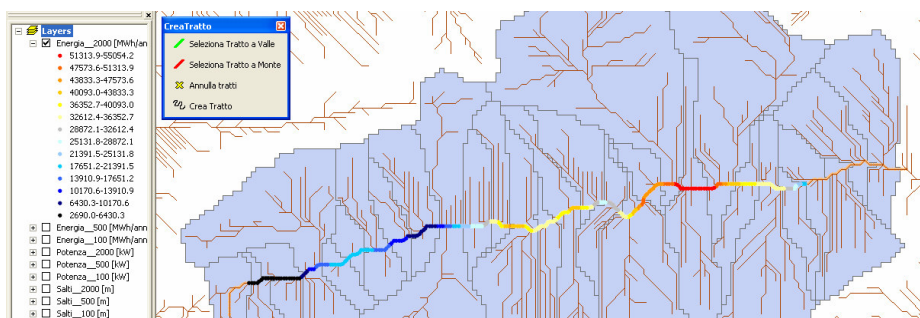 Layers
Energia__2000 [MWh/an
51313.9-55054.2
47573.6-51313.9
43833.3-47573.6
40093.0-43833.3
36352.7-40093.0
32612.4-36352.7
28872.1-32612.4
25131.8-28872.1
21391.5-25131.8
17651.2-21391.5
13910.9-17651.2
10170.6-13910.9
6430.3-10170.6
2690.0-6430.3
Energia__500 [MWh/ann
Energia__100 [MWh/ann
Potenza__2000 [kW]
Potenza__500 [kW]
Potenza__100 [kW]
Salti__2000 [m]
Salti__500 [m]
Salti__100 [m]
CreaTratto
Seleziona Tratto a Valle
Seleziona Tratto a Monte
Annulla tratti
Crea Tratto